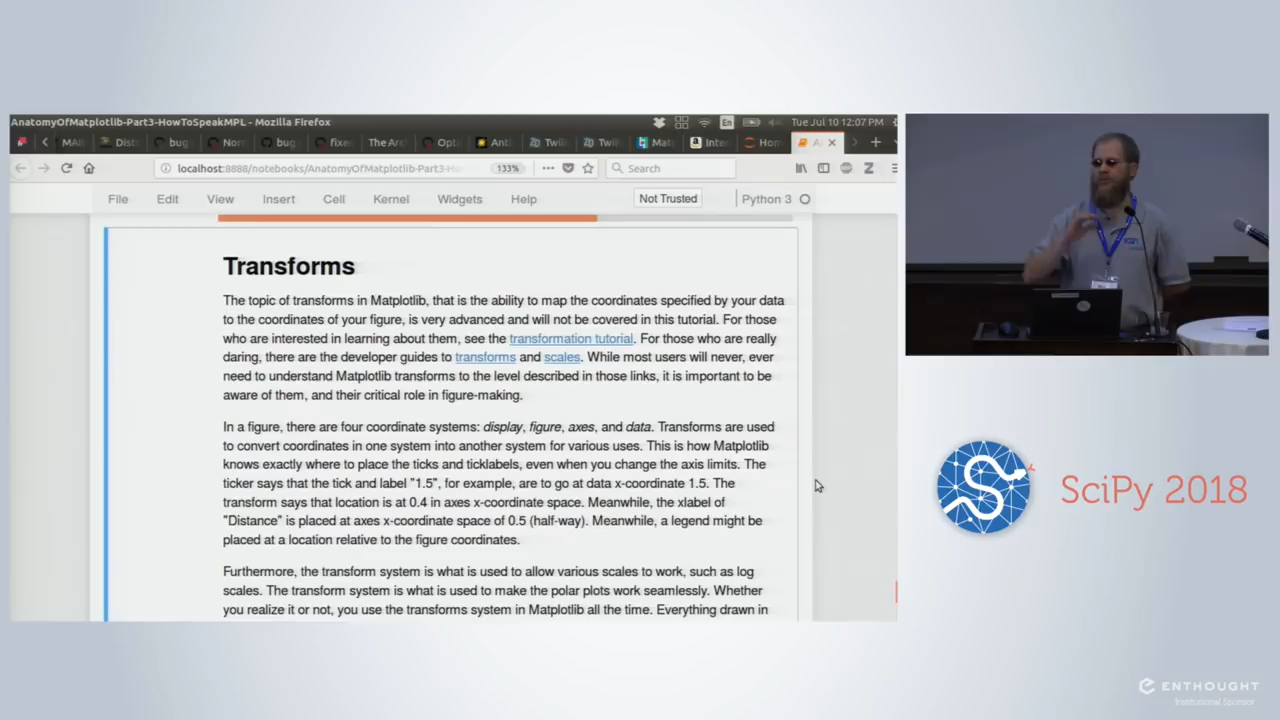 AnatomyOfMatplotlib-Part3-HowToSpeakMPL - Mozilla Firefox
En
Tue Jul 10 12:07 PM
bug
bug
fixe
The Arc
Opti
Anti
Twi
Twi
Mat
Inte
Hom
localhost:8888/notebooks/AnatomyOfMatplotlib-Part3-H
133%
Search
File Edit View Insert Cell Kernel Widgets Help
Not Trusted
Python 3
Transforms
The topic of transforms in Matplotlib, that is the ability to map the coordinates specified by your data
to the coordinates of your figure, is very advanced and will not be covered in this tutorial. For those
who are interested in learning about them, see the transformation tutorial. For those who are really
daring, there are the developer guides to transforms and scales. While most users will never, ever
need to understand Matplotlib transforms to the level described in those links, it is important to be
aware of them, and their critical role in figure-making.
In a figure, there are four coordinate systems: display, figure, axes, and data. Transforms are used
to convert coordinates in one system into another system for various uses. This is how Matplotlib
knows exactly where to place the ticks and ticklabels, even when you change the axis limits. The
ticker says that the tick and label "1.5", for example, are to go at data x-coordinate 1.5. The
transform says that location is at 0.4 in axes x-coordinate space. Meanwhile, the xlabel of
"Distance" is placed at axes x-coordinate space of 0.5 (half-way). Meanwhile, a legend might be
placed at a location relative to the figure coordinates.
Furthermore, the transform system is what is used to allow various scales to work, such as log
scales. The transform system is what is used to make the polar plots work seamlessly. Whether
you realize it or not, you use the transforms system in Matplotlib all the time. Everything drawn in
SciPy 2018
ENTHOUGHT
Institutional Sponsor